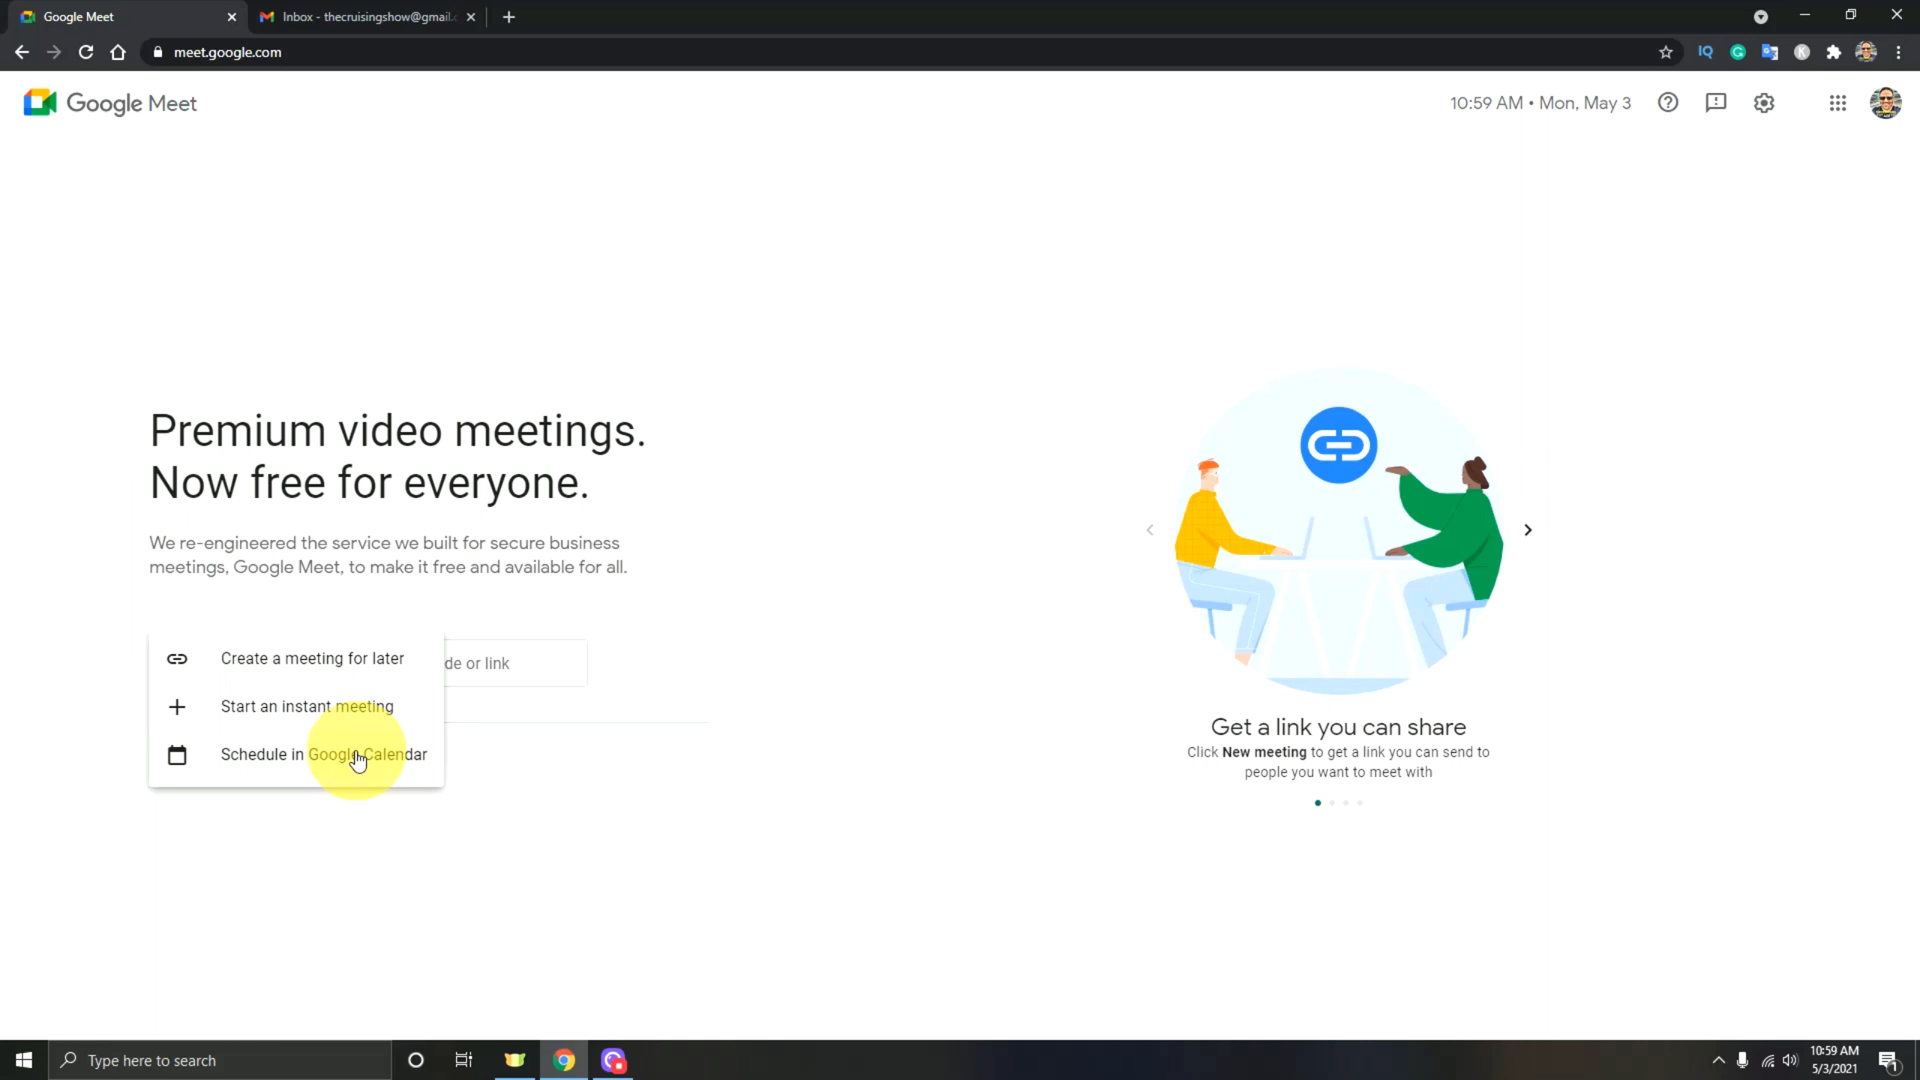 Google Meet
Inbox - thecruisingshow@gmail.c
meet.google.com
IQ
Google Meet
10:59 AM • Mon, May 3
Premium video meetings.
Now free for everyone.
We re-engineered the service we built for secure business
meetings, Google Meet, to make it free and available for all.
Create a meeting for later
de or link
Start an instant meeting
Schedule in Google Calendar
Get a link you can share
Click New meeting to get a link you can send to
people you want to meet with
Type here to search
10:59 AM
5/3/2021
1